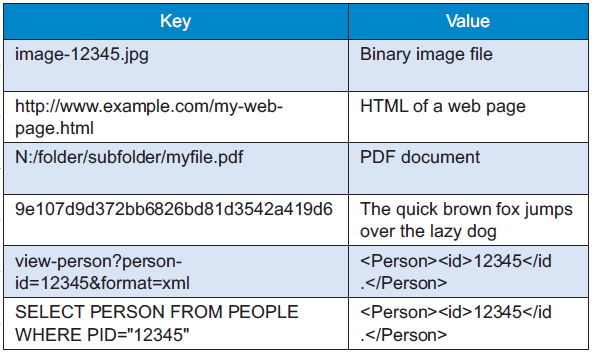 Key Value
image-12345.jpg Binary image file
http://www.example.com/my-web- HTML of a web page
page.html
N:/folder/subfolder/myfile.pdf PDF document
9e107d9d372bb6826bd81d3542a419d6 The quick brown fox jumps
over the lazy dog
view-person?person- <Person><id>12345</id
id=12345&format=xml .</Person>
SELECT PERSON FROM PEOPLE <Person><id>12345</id
WHERE PID="12345" .</Person>